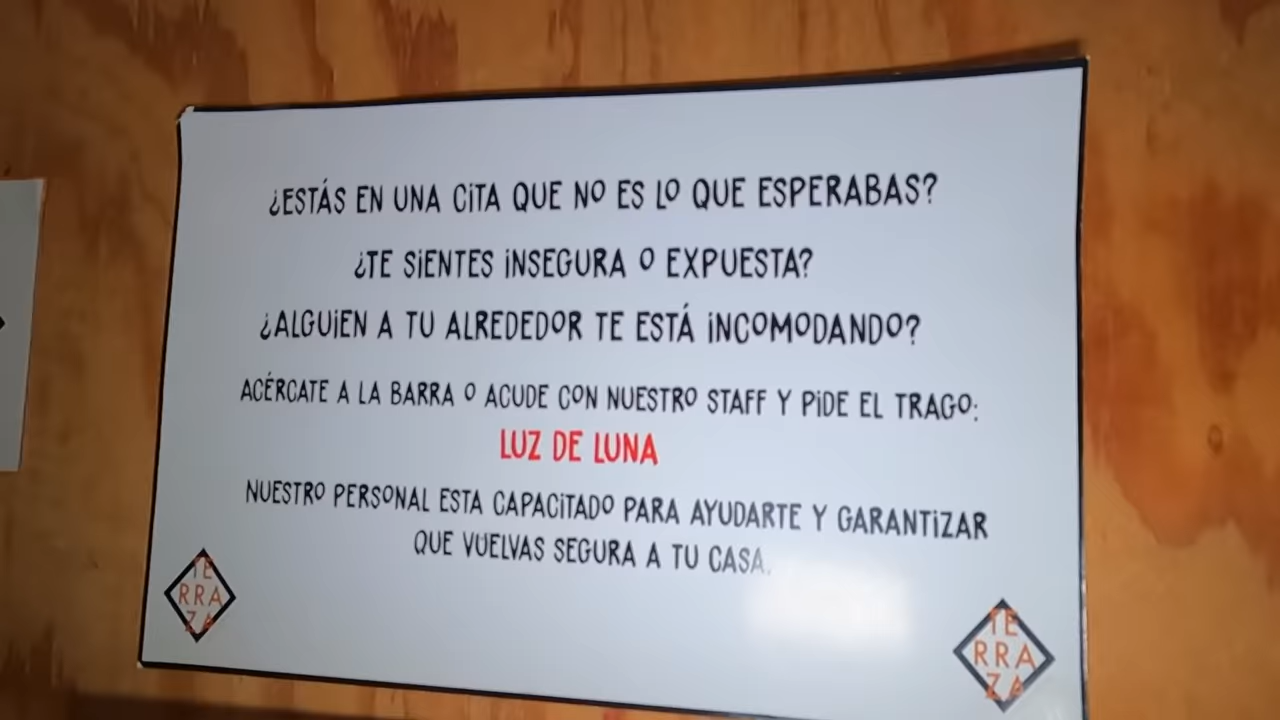 ¿ESTÁS EN UNA CITA QUE NO ES LO QUE ESPERABAS?
¿TE SIENTES INSEGURA O EXPUESTA?
¿ALGUIEN A TU ALREDEDOR TE ESTÁ INCOMODANDO?
ACÉRCATE A LA BARRA O ACUDE CON NUESTRO STAFF Y PIDE EL TRAGO:
LUZ DE LUNA
NUESTRO PERSONAL ESTA CAPACITADO PARA AYUDARTE Y GARANTIZAR
QUE VUELVAS SEGURA A TU CASA.
TE
RRA
ZA
TE
RRA
ZA